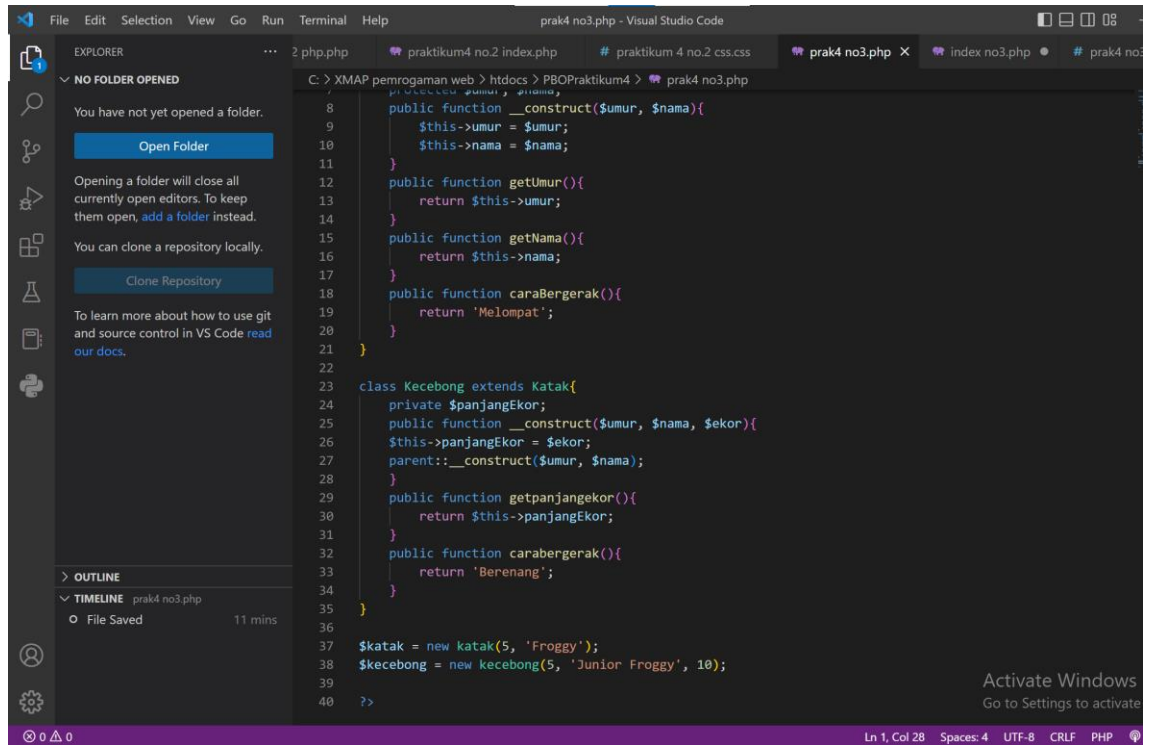 File Edit Selection View Go Run Terminal Help
prak4 no3.php - Visual Studio Code
EXPLORER
NO FOLDER OPENED
You have not yet opened a folder.
Open Folder
Opening a folder will close all
currently open editors. To keep
them open, add a folder instead.
You can clone a repository locally.
Clone Repository
To learn more about how to use git
and source control in VS Code read
our docs.
OUTLINE
TIMELINE prak4 no3.php
File Saved 11 mins
2 php.php praktikum4 no.2 index.php # praktikum 4 no.2 css.css prak4 no3.php index no3.php # prak4 no3
C: > XMAP pemrogaman web > htdocs > PBOPraktikum4 > prak4 no3.php
7 protected $umur, $nama;
8 public function __construct($umur, $nama){
9 $this->umur = $umur;
10 $this->nama = $nama;
11 }
12 public function getUmur(){
13 return $this->umur;
14 }
15 public function getNama(){
16 return $this->nama;
17 }
18 public function caraBergerak(){
19 return 'Melompat';
20 }
21 }
22
23 class Kecebong extends Katak{
24 private $panjangEkor;
25 public function __construct($umur, $nama, $ekor){
26 $this->panjangEkor = $ekor;
27 parent::__construct($umur, $nama);
28 }
29 public function getpanjangekor(){
30 return $this->panjangEkor;
31 }
32 public function carabergerak(){
33 return 'Berenang';
34 }
35 }
36
37 $katak = new katak(5, 'Froggy');
38 $kecebong = new kecebong(5, 'Junior Froggy', 10);
39
40 ?>
Activate Windows
Go to Settings to activate
0 0 Ln 1, Col 28 Spaces: 4 UTF-8 CRLF PHP